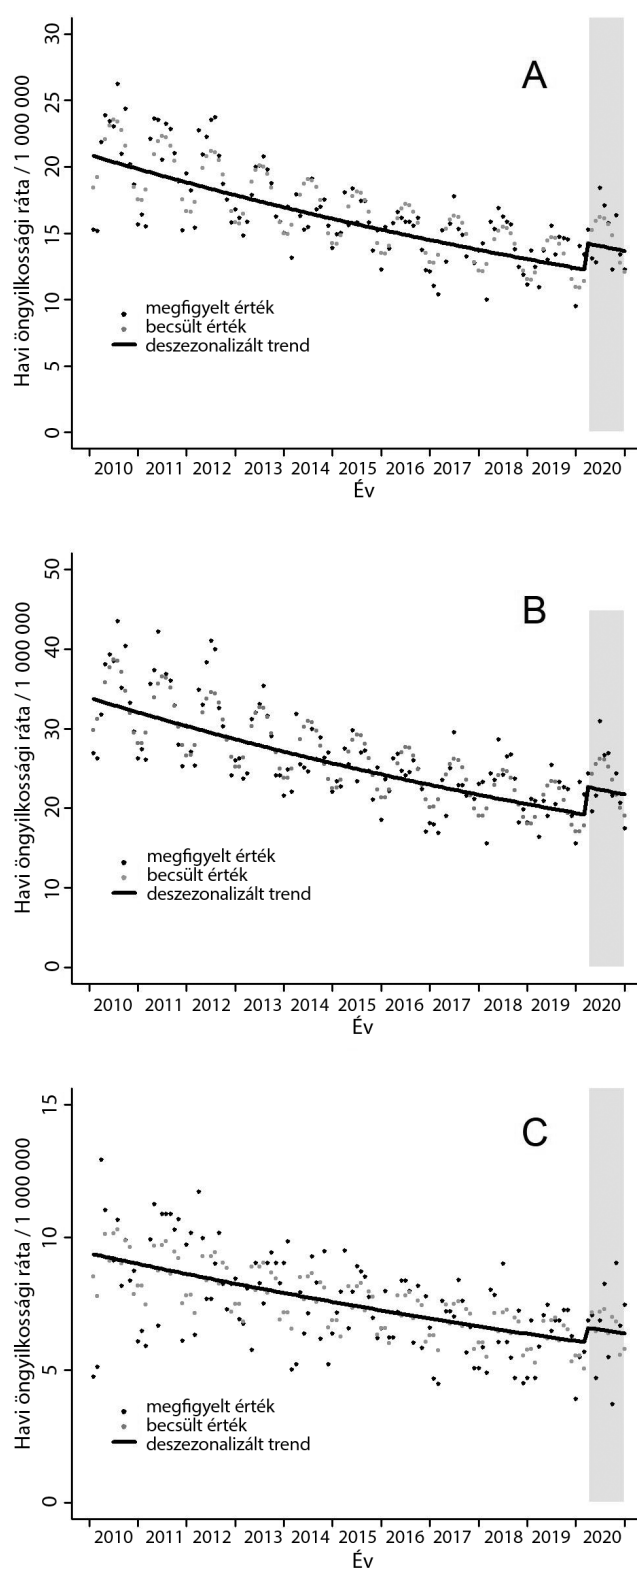 A
Havi öngyilkossági ráta / 1 000 000
30
25
20
15
10
5
0
megfigyelt érték
becsült érték
deszezonalizált trend
2010 2011 2012 2013 2014 2015 2016 2017 2018 2019 2020
Év
B
Havi öngyilkossági ráta / 1 000 000
50
40
30
20
10
0
megfigyelt érték
becsült érték
deszezonalizált trend
2010 2011 2012 2013 2014 2015 2016 2017 2018 2019 2020
Év
C
Havi öngyilkossági ráta / 1 000 000
15
10
5
0
megfigyelt érték
becsült érték
deszezonalizált trend
2010 2011 2012 2013 2014 2015 2016 2017 2018 2019 2020
Év